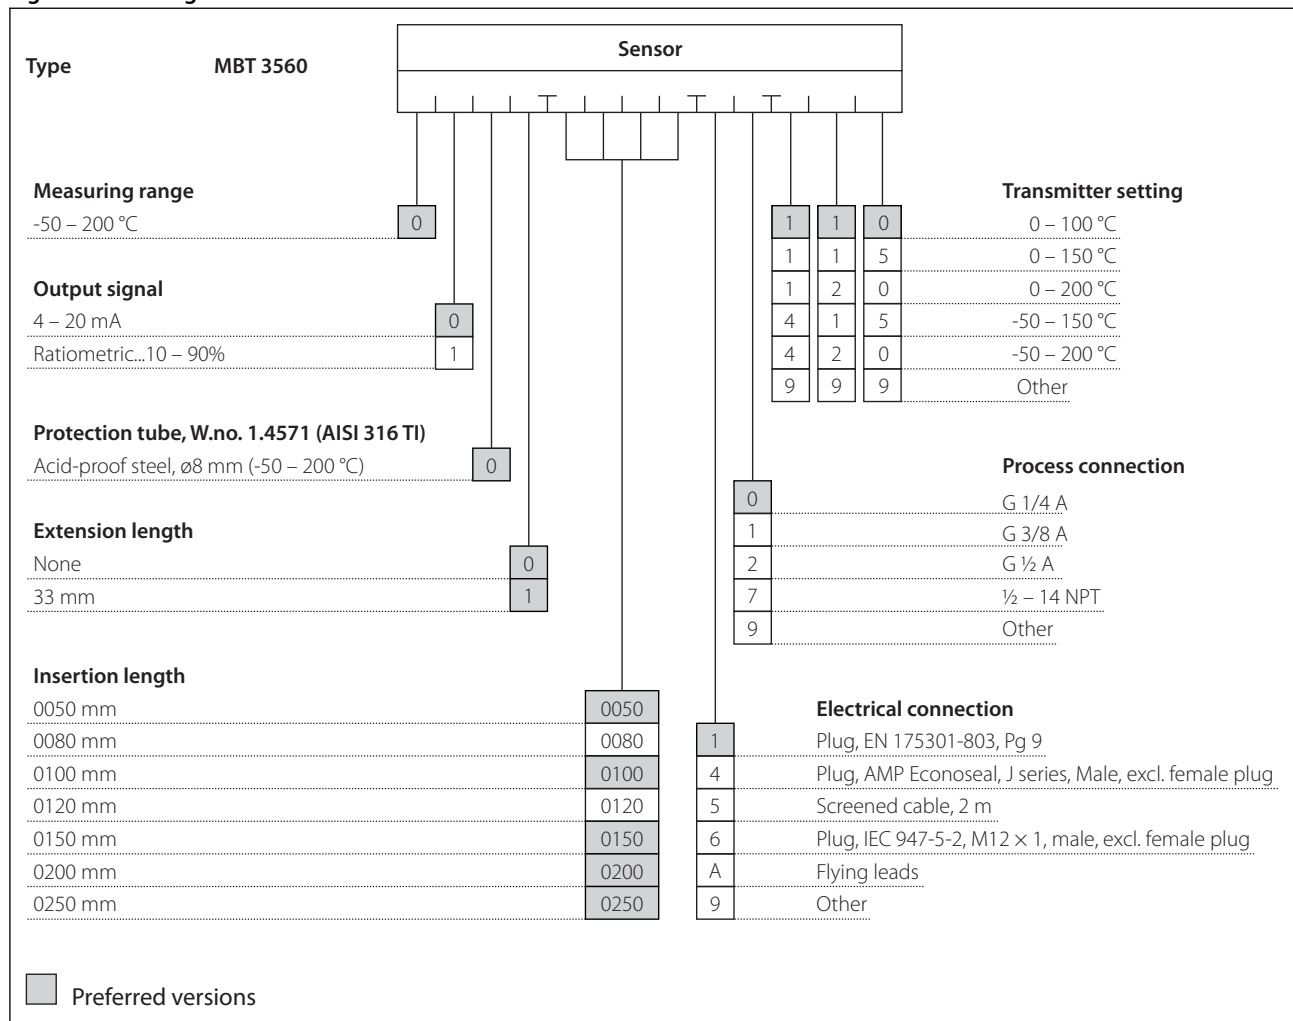 Type MBT 3560
Sensor
Measuring range
-50 – 200 °C 0
Output signal
4 – 20 mA 0
Ratiometric...10 – 90% 1
Protection tube, W.no. 1.4571 (AISI 316 TI)
Acid-proof steel, ø8 mm (-50 – 200 °C) 0
Extension length
None 0
33 mm 1
Insertion length
0050 mm 0050
0080 mm 0080
0100 mm 0100
0120 mm 0120
0150 mm 0150
0200 mm 0200
0250 mm 0250
Transmitter setting
1 1 0 0 – 100 °C
1 1 5 0 – 150 °C
1 2 0 0 – 200 °C
4 1 5 -50 – 150 °C
4 2 0 -50 – 200 °C
9 9 9 Other
Process connection
0 G 1/4 A
1 G 3/8 A
2 G ½ A
7 ½ – 14 NPT
9 Other
Electrical connection
1 Plug, EN 175301-803, Pg 9
4 Plug, AMP Econoseal, J series, Male, excl. female plug
5 Screened cable, 2 m
6 Plug, IEC 947-5-2, M12 × 1, male, excl. female plug
A Flying leads
9 Other
Preferred versions